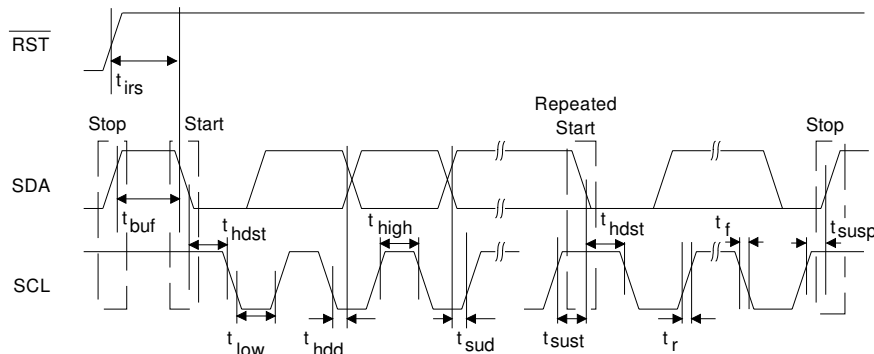 RST
t irs
Repeated
Stop Start Start Stop
SDA
t buf t hdst t high t hdst t f t susp
SCL
t low t hdd t sud t sust t r